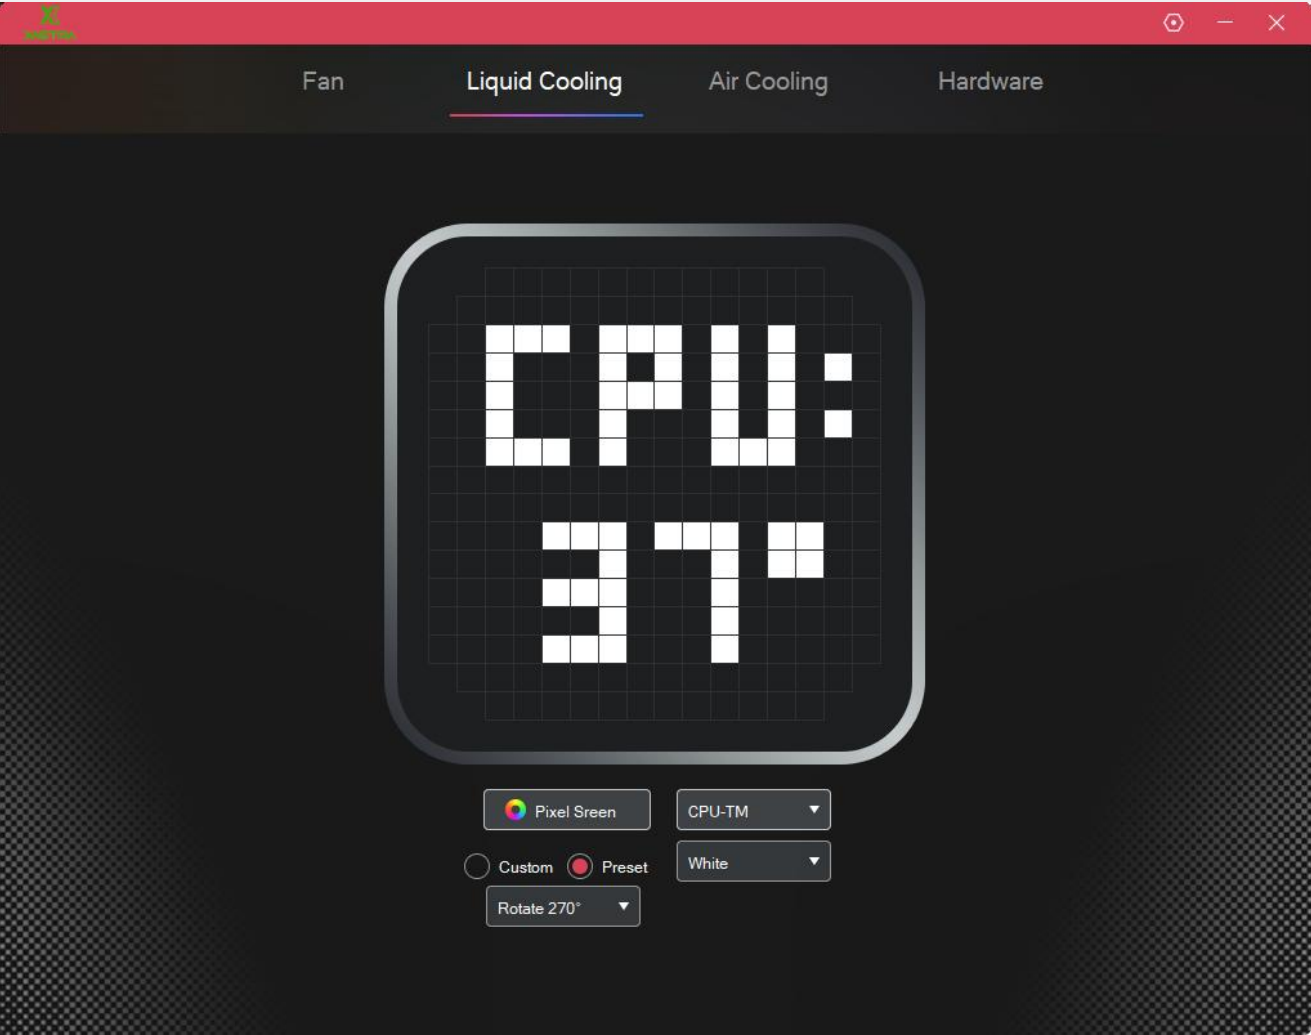 Fan Liquid Cooling Air Cooling Hardware
CPU:
37°
Pixel Sreen CPU-TM
Custom Preset White
Rotate 270°